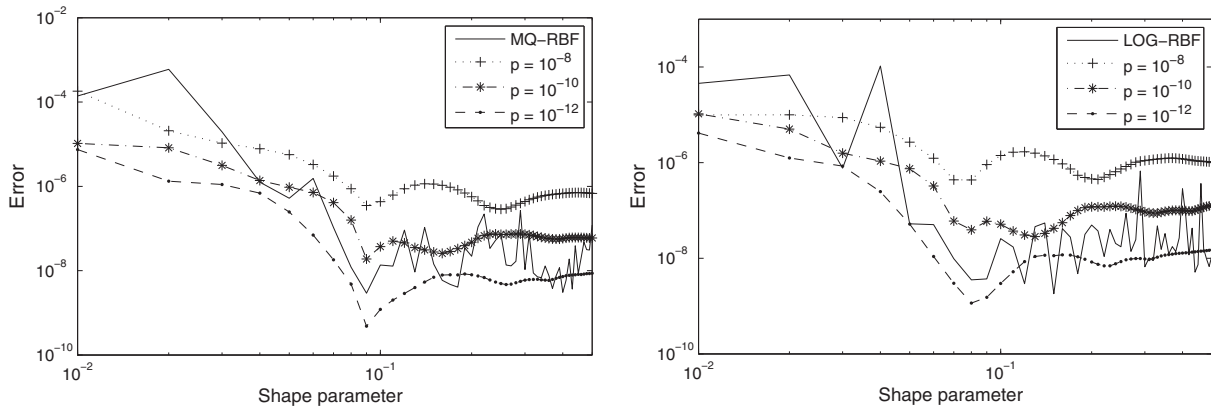 10⁻²
10⁻⁴
10⁻⁶
10⁻⁸
10⁻¹⁰
Error
10⁻²
10⁻¹
Shape parameter
MQ−RBF
p = 10⁻⁸
p = 10⁻¹⁰
p = 10⁻¹²
10⁻⁴
10⁻⁶
10⁻⁸
10⁻¹⁰
Error
10⁻²
10⁻¹
Shape parameter
LOG−RBF
p = 10⁻⁸
p = 10⁻¹⁰
p = 10⁻¹²